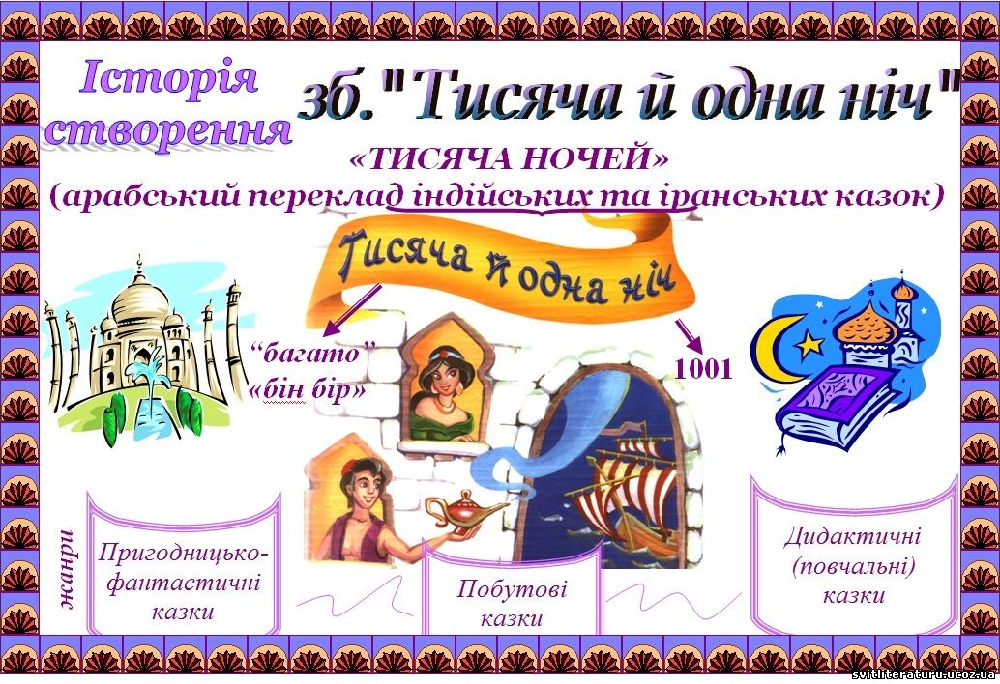 Історія
створення
зб."Тисяча й одна ніч"
«ТИСЯЧА НОЧЕЙ»
(арабський переклад індійських та іранських казок)
Тисяча й одна ніч
“багато”
«бін бір»
1001
жанри
Пригодницько-
фантастичні
казки
Побутові
казки
Дидактичні
(повчальні)
казки
svitliteraturu.ucoz.ua